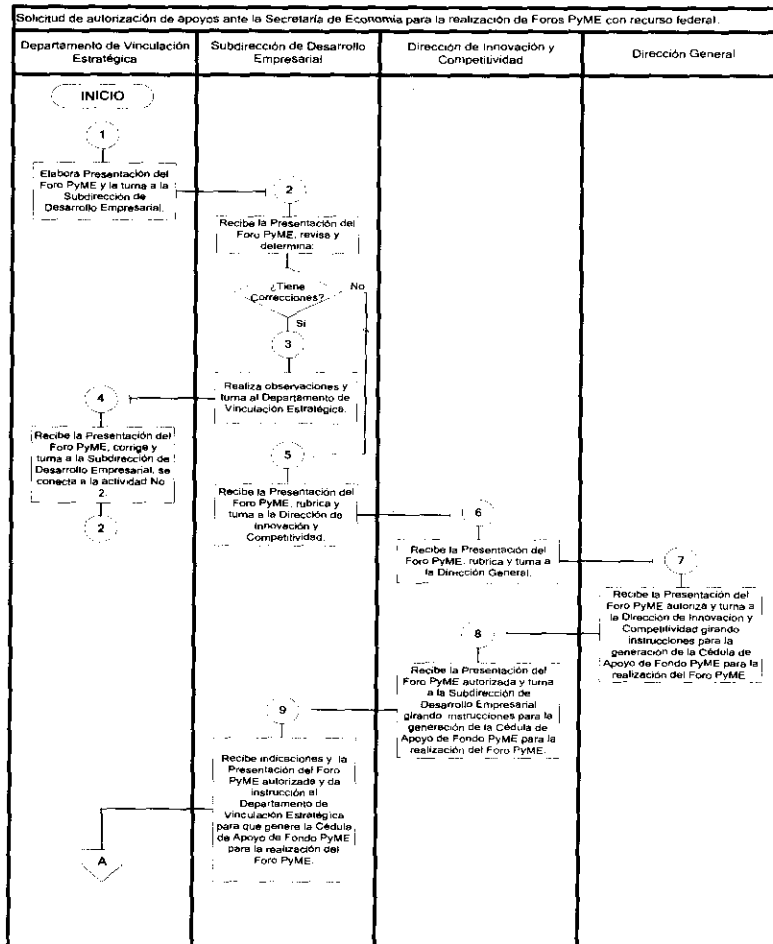 Solicitud de autorización de apoyos ante la Secretaría de Economía para la realización de Foros PyME con recurso federal.
Departamento de Vinculación
Estratégica
Subdirección de Desarrollo
Empresarial
Dirección de Innovación y
Competitividad
Dirección General
INICIO
1
Elabora Presentación del
Foro PyME y la turna a la
Subdirección de
Desarrollo Empresarial.
2
Recibe la Presentación del
Foro PyME, revisa y
determina:
¿Tiene
Correcciones?
No
Si
3
Realiza observaciones y
turna al Departamento de
Vinculación Estratégica.
4
Recibe la Presentación del
Foro PyME, corrige y
turna a la Subdirección de
Desarrollo Empresarial, se
conecta a la actividad No
2.
2
5
Recibe la Presentación del
Foro PyME, rubrica y
turna a la Dirección de
Innovación y
Competitividad.
6
Recibe la Presentación del
Foro PyME, rubrica y turna a
la Dirección General.
7
Recibe la Presentación del
Foro PyME autoriza y turna a
la Dirección de Innovación y
Competitividad girando
instrucciones para la
generación de la Cédula de
Apoyo de Fondo PyME para la
realización del Foro PyME
8
Recibe la Presentación del
Foro PyME autorizada y turna
a la Subdirección de
Desarrollo Empresarial
girando instrucciones para la
generación de la Cédula de
Apoyo de Fondo PyME para la
realización del Foro PyME.
9
Recibe indicaciones y la
Presentación del Foro
PyME autorizada y da
instrucción al
Departamento de
Vinculación Estratégica
para que genere la Cédula
de Apoyo de Fondo PyME
para la realización del
Foro PyME.
A